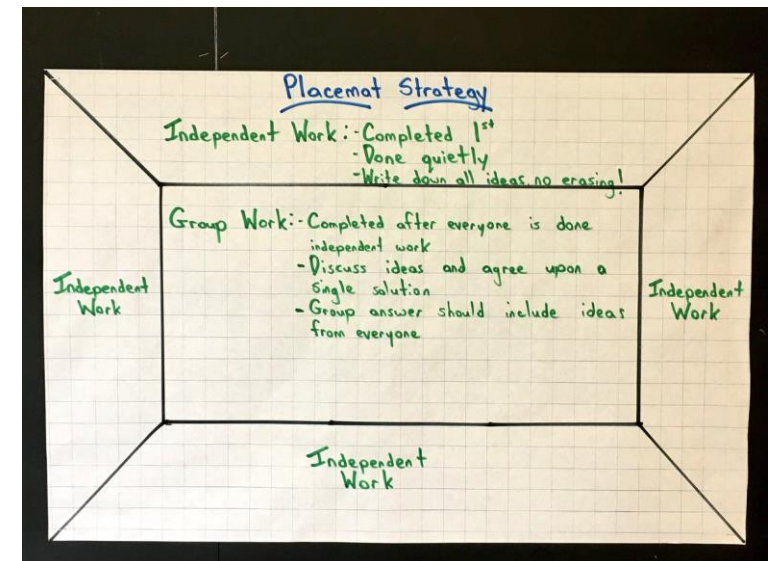 Placemat Strategy
Independent Work:-Completed 1st
-Done quietly
-Write down all ideas, no erasing!
Group Work:-Completed after everyone is done
independent work
-Discuss ideas and agree upon a
single solution
-Group answer should include ideas
from everyone
Independent
Work
Independent
Work
Independent
Work